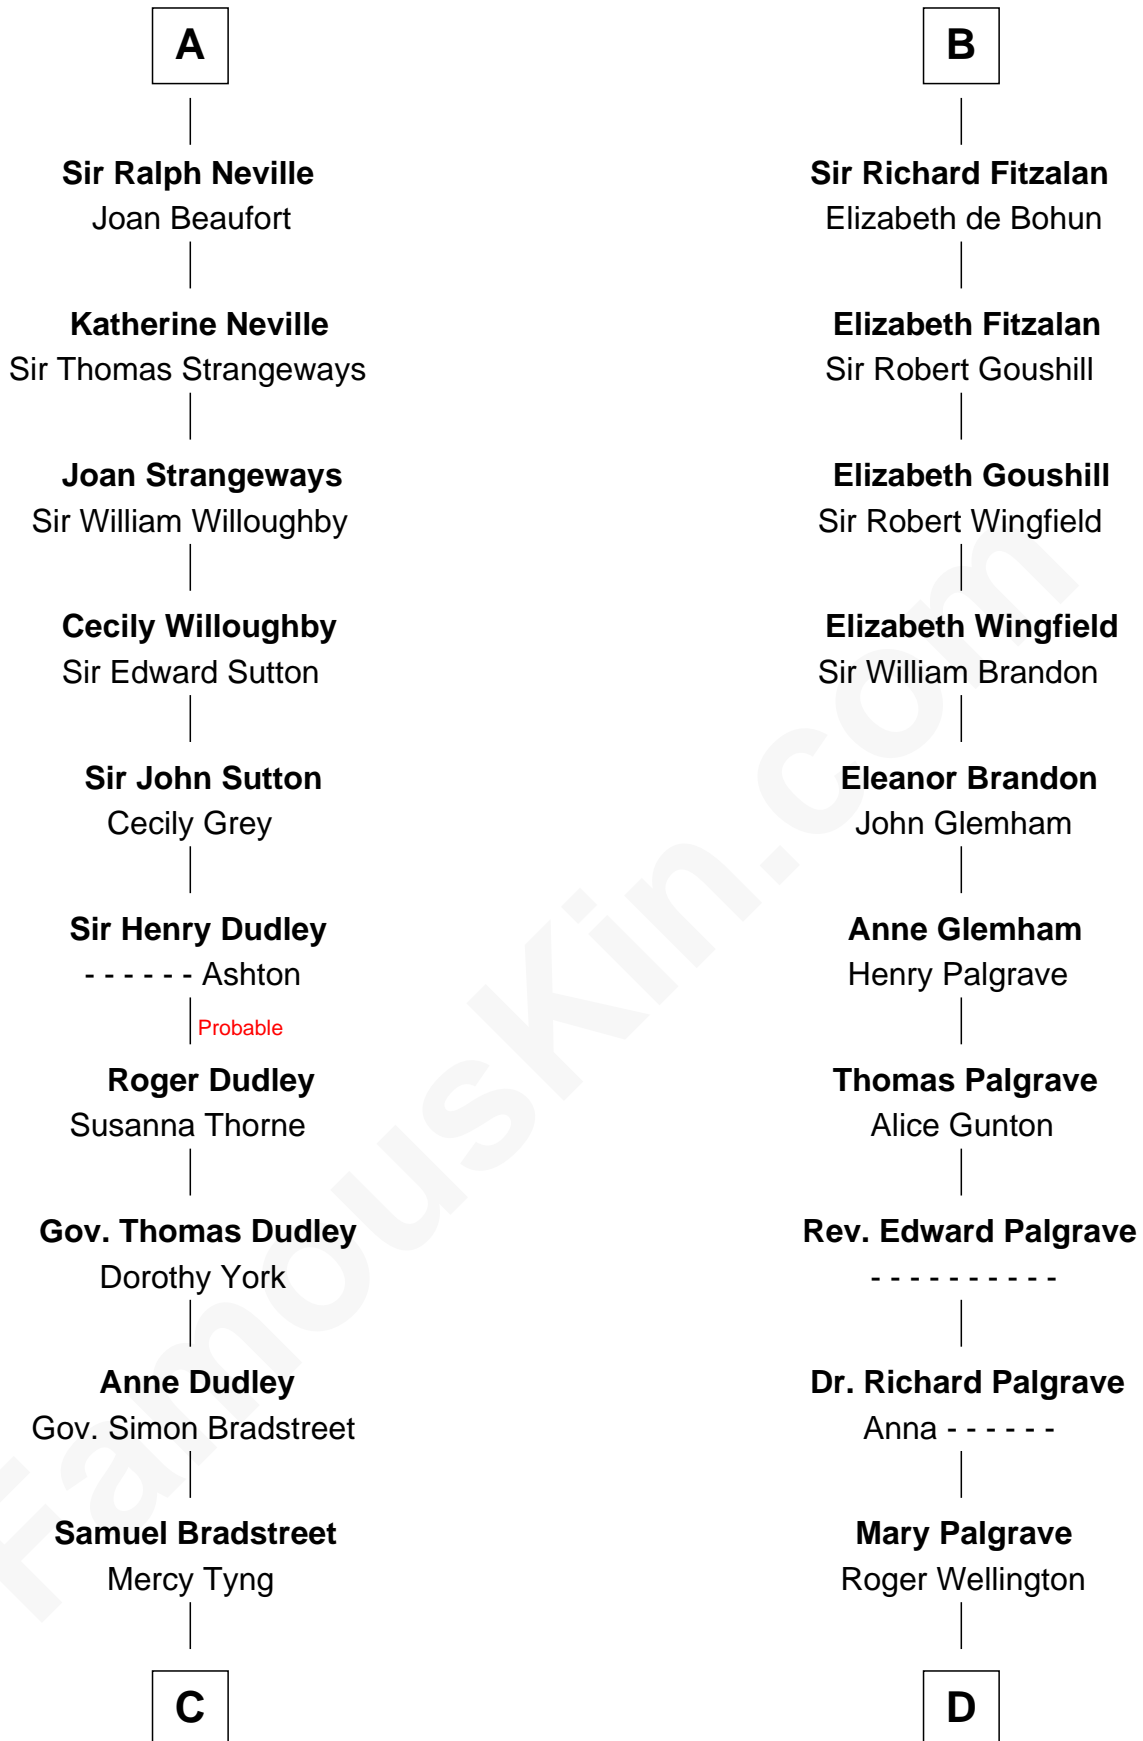 A
Sir Ralph Neville
Joan Beaufort
Katherine Neville
Sir Thomas Strangeways
Joan Strangeways
Sir William Willoughby
Cecily Willoughby
Sir Edward Sutton
Sir John Sutton
Cecily Grey
Sir Henry Dudley
- - - - - - Ashton
Probable
Roger Dudley
Susanna Thorne
Gov. Thomas Dudley
Dorothy York
Anne Dudley
Gov. Simon Bradstreet
Samuel Bradstreet
Mercy Tyng
C
B
Sir Richard Fitzalan
Elizabeth de Bohun
Elizabeth Fitzalan
Sir Robert Goushill
Elizabeth Goushill
Sir Robert Wingfield
Elizabeth Wingfield
Sir William Brandon
Eleanor Brandon
John Glemham
Anne Glemham
Henry Palgrave
Thomas Palgrave
Alice Gunton
Rev. Edward Palgrave
- - - - - - - - - -
Dr. Richard Palgrave
Anna - - - - - -
Mary Palgrave
Roger Wellington
D
FamousKin.com